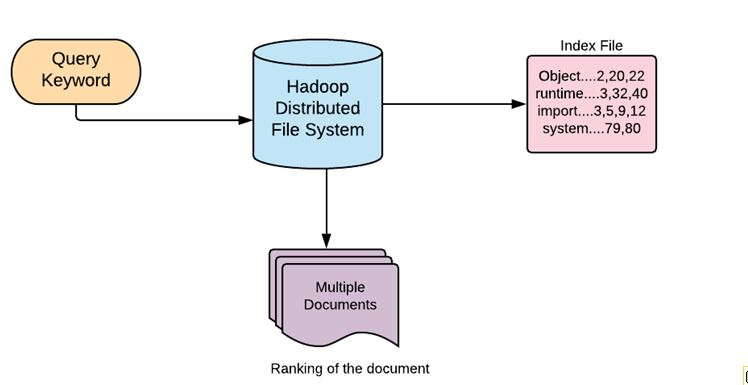 Query
Keyword
Hadoop
Distributed
File System
Index File
Object....2,20,22
runtime....3,32,40
import....3,5,9,12
system....79,80
Multiple
Documents
Ranking of the document